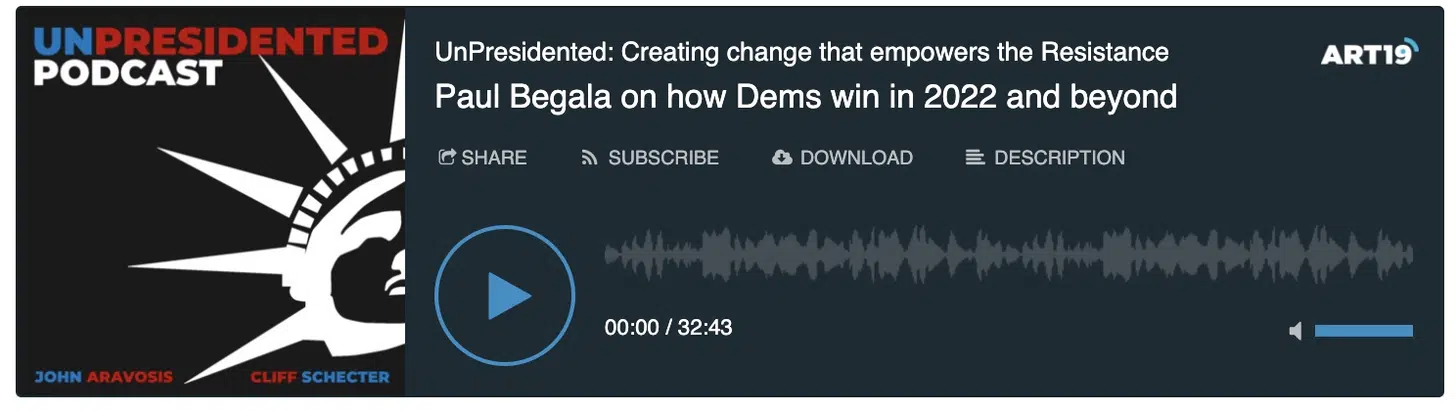 UNPRESIDENTED
PODCAST
JOHN ARAVOSIS
CLIFF SCHECTER
UnPresidented: Creating change that empowers the Resistance
ART19
Paul Begala on how Dems win in 2022 and beyond
SHARE
SUBSCRIBE
DOWNLOAD
DESCRIPTION
00:00 / 32:43